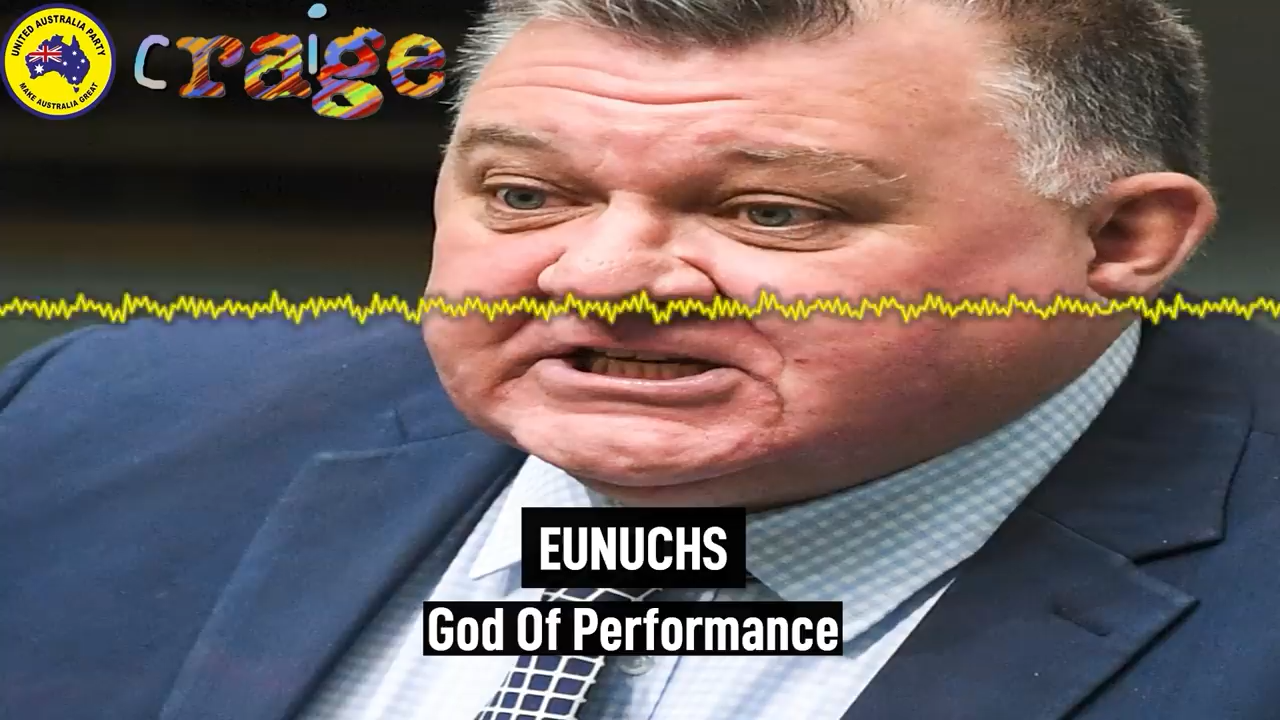 UNITED AUSTRALIA PARTY
MAKE AUSTRALIA GREAT
craige
EUNUCHS
God Of Performance